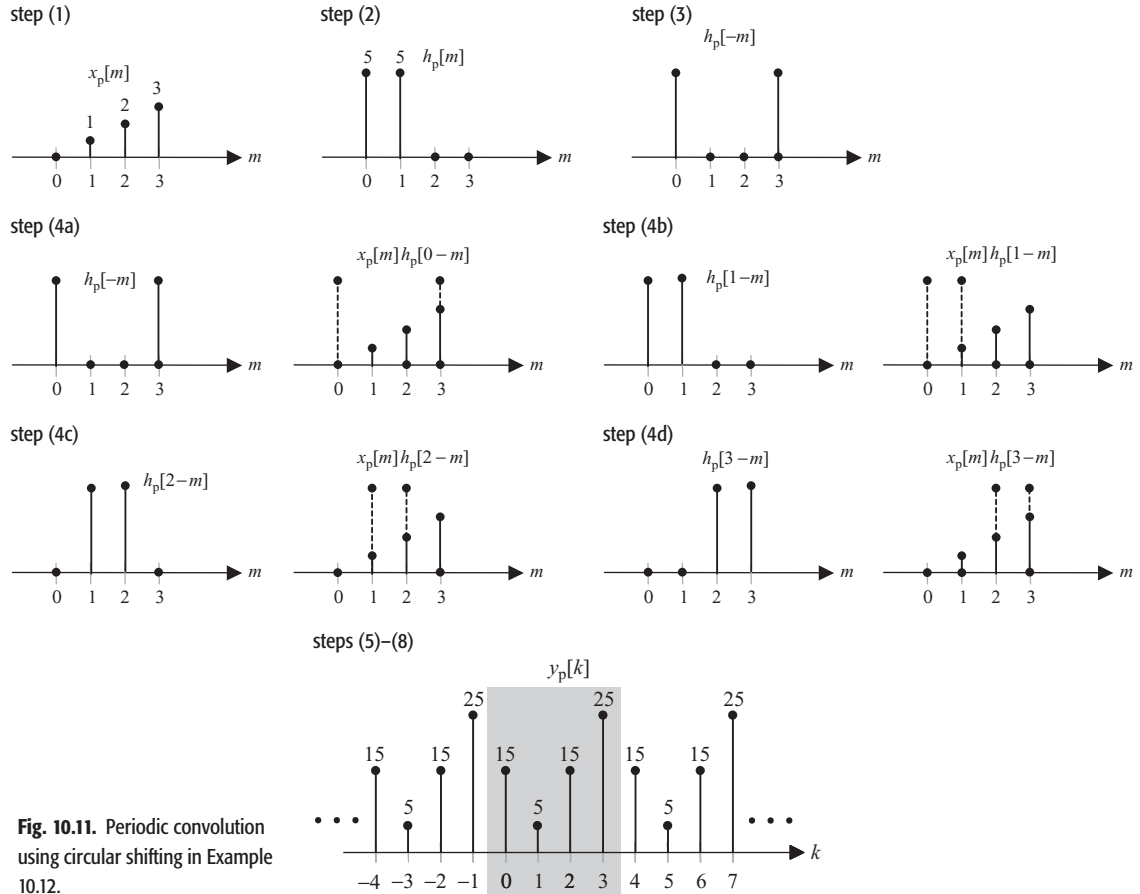 step (1)
step (2)
step (3)
x_p[m]
1
2
3
m
0 1 2 3
5 5
h_p[m]
m
0 1 2 3
h_p[−m]
m
0 1 2 3
step (4a)
step (4b)
h_p[−m]
m
0 1 2 3
x_p[m] h_p[0 − m]
m
0 1 2 3
h_p[1−m]
m
0 1 2 3
x_p[m] h_p[1−m]
m
0 1 2 3
step (4c)
step (4d)
h_p[2−m]
m
0 1 2 3
x_p[m] h_p[2−m]
m
0 1 2 3
h_p[3−m]
m
0 1 2 3
x_p[m] h_p[3−m]
m
0 1 2 3
steps (5)–(8)
y_p[k]
15 5 15 25 15 5 15 25 15 5 15 25
• • •
• • •
k
−4 −3 −2 −1 0 1 2 3 4 5 6 7
Fig. 10.11. Periodic convolution
using circular shifting in Example
10.12.